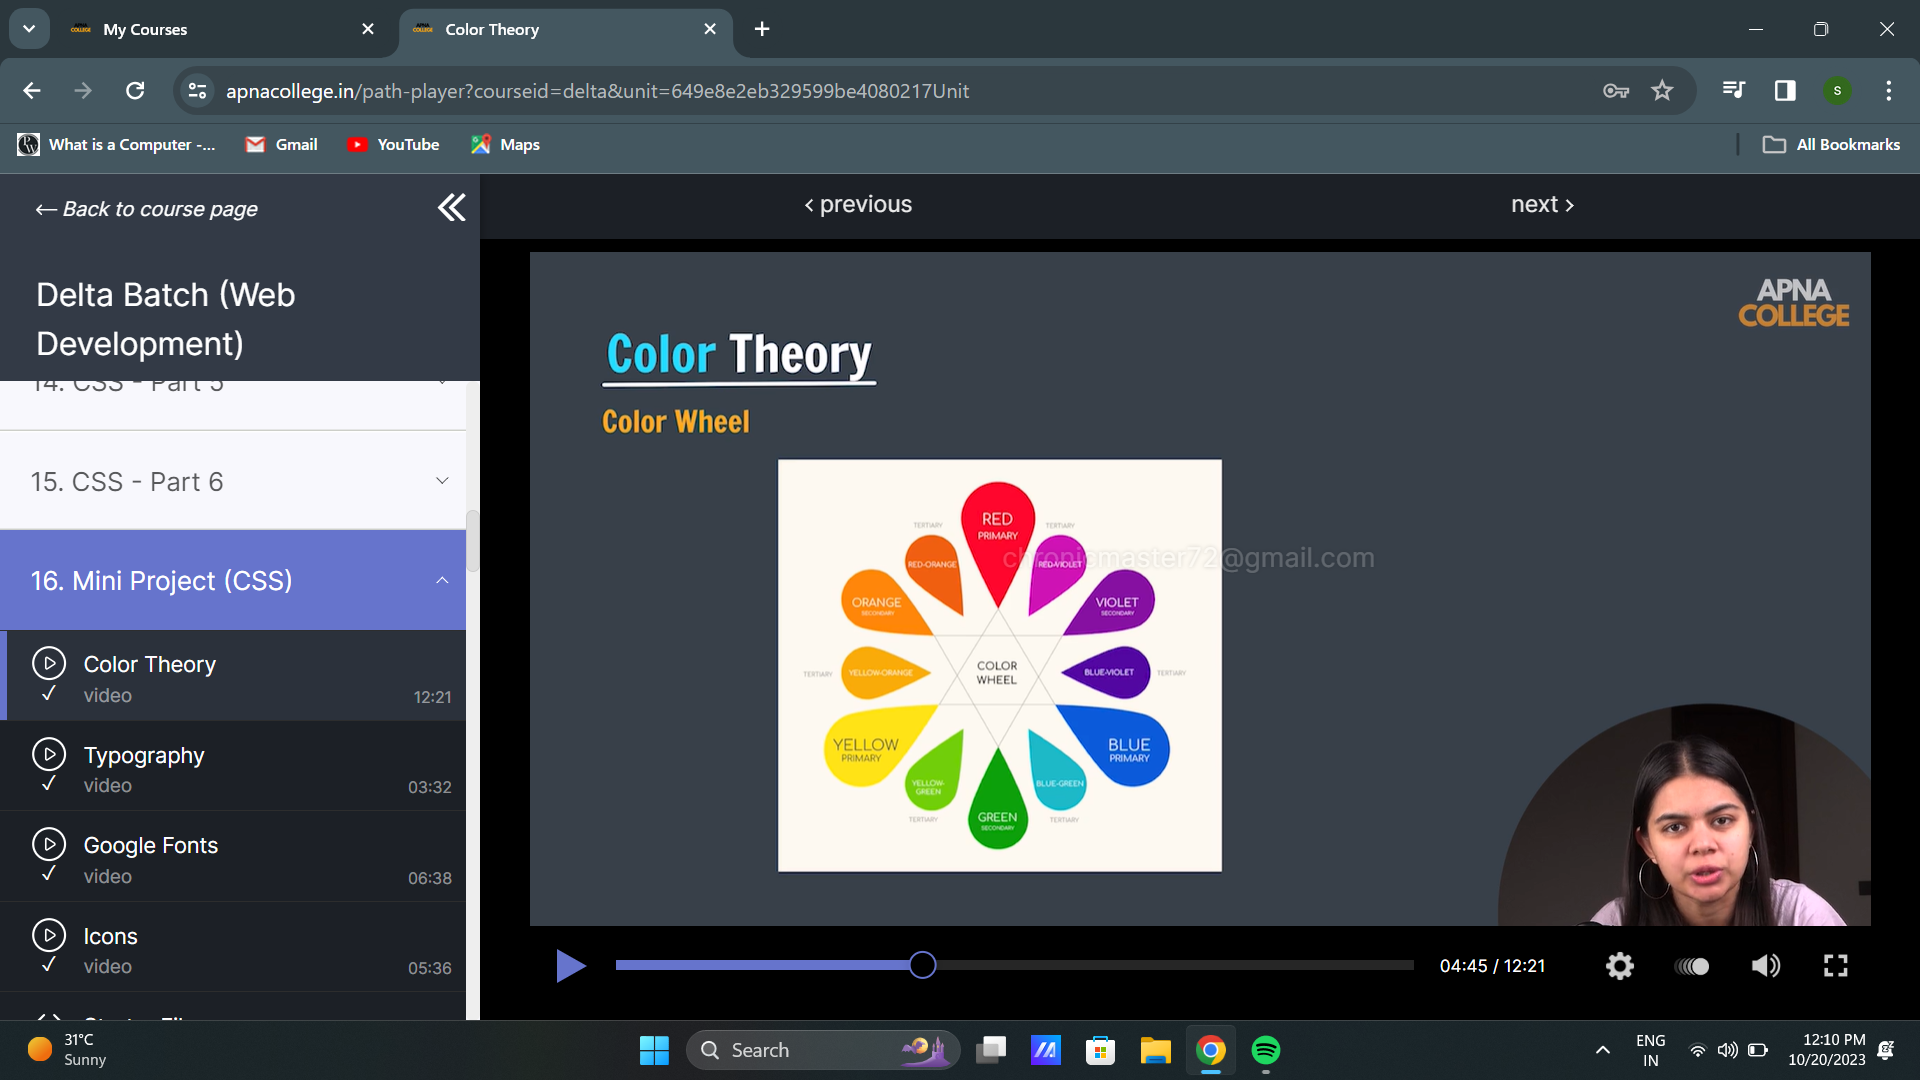 My Courses
Color Theory
apnacollege.in/path-player?courseid=delta&unit=649e8e2eb329599be4080217Unit
S
What is a Computer -...
Gmail
YouTube
Maps
All Bookmarks
← Back to course page
‹ previous
next ›
Delta Batch (Web
Development)
14. CSS - Part 5
15. CSS - Part 6
16. Mini Project (CSS)
Color Theory
video
12:21
Typography
video
03:32
Google Fonts
video
06:38
Icons
video
05:36
APNA
COLLEGE
Color Theory
Color Wheel
RED
PRIMARY
TERTIARY
TERTIARY
RED-ORANGE
RED-VIOLET
chronicmaster72@gmail.com
ORANGE
SECONDARY
VIOLET
SECONDARY
TERTIARY
YELLOW-ORANGE
COLOR
WHEEL
BLUE-VIOLET
TERTIARY
YELLOW
PRIMARY
BLUE
PRIMARY
YELLOW-
GREEN
BLUE-GREEN
TERTIARY
GREEN
SECONDARY
TERTIARY
04:45 / 12:21
31°C
Sunny
Search
ENG
IN
12:10 PM
10/20/2023